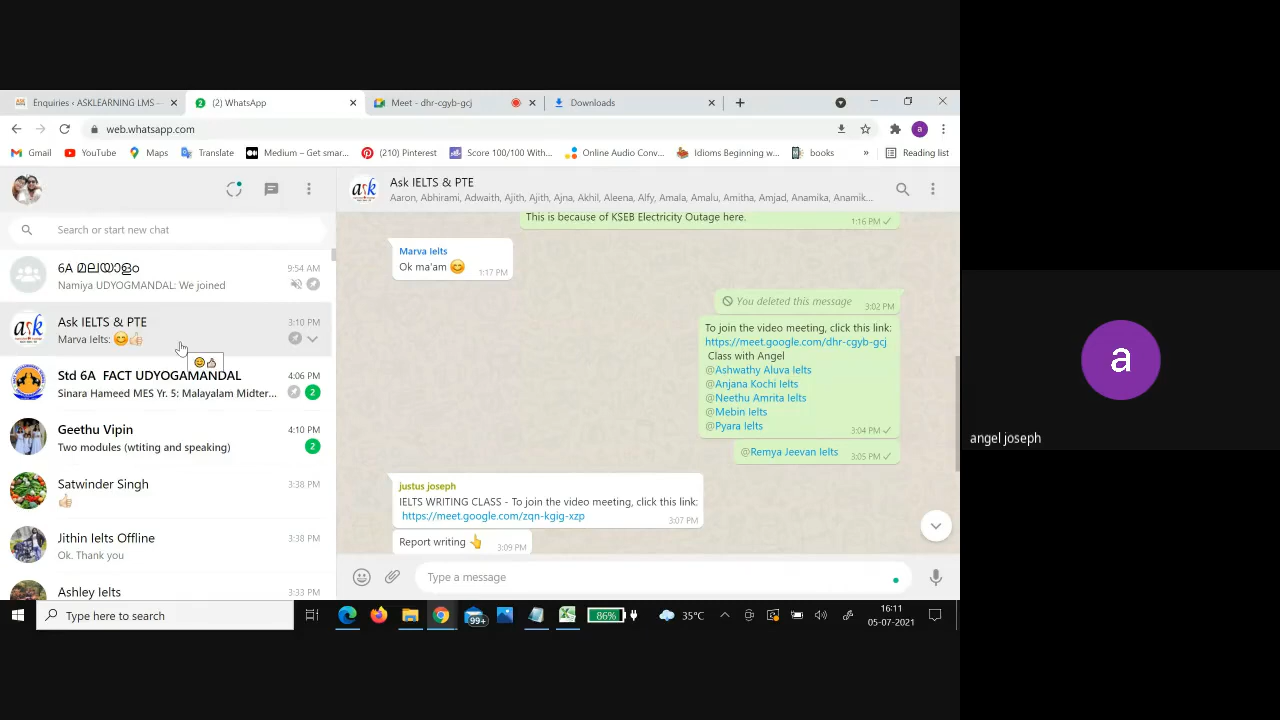 Enquiries ‹ ASKLEARNING LMS —
(2) WhatsApp
Meet - dhr-cgyb-gcj
Downloads
web.whatsapp.com
Gmail
YouTube
Maps
Translate
Medium – Get smar...
(210) Pinterest
Score 100/100 With...
Online Audio Conv...
Idioms Beginning w...
books
»
Reading list
Search or start new chat
6A മലയാളം
9:54 AM
Namiya UDYOGMANDAL: We joined
Ask IELTS & PTE
3:10 PM
Marva Ielts: 😊👍
😊👍
Std 6A FACT UDYOGAMANDAL
4:06 PM
Sinara Hameed MES Yr. 5: Malayalam Midter...
2
Geethu Vipin
4:10 PM
Two modules (wtiting and speaking)
2
Satwinder Singh
3:38 PM
👍
Jithin Ielts Offline
3:38 PM
Ok. Thank you
Ashley Ielts
3:33 PM
ask
Ask IELTS & PTE
Aaron, Abhirami, Adwaith, Ajith, Ajith, Ajna, Akhil, Aleena, Alfy, Amala, Amalu, Amitha, Amjad, Anamika, Anamik...
This is because of KSEB Electricity Outage here.
1:16 PM
Marva Ielts
Ok ma'am 😊
1:17 PM
You deleted this message
3:02 PM
To join the video meeting, click this link:
https://meet.google.com/dhr-cgyb-gcj
Class with Angel
@Ashwathy Aluva Ielts
@Anjana Kochi Ielts
@Neethu Amrita Ielts
@Mebin Ielts
@Pyara Ielts
3:04 PM
@Remya Jeevan Ielts
3:05 PM
justus joseph
IELTS WRITING CLASS - To join the video meeting, click this link:
https://meet.google.com/zqn-kgig-xzp
3:07 PM
Report writing 👆
3:09 PM
Type a message
Type here to search
99+
86%
35°C
16:11
05-07-2021
a
angel joseph